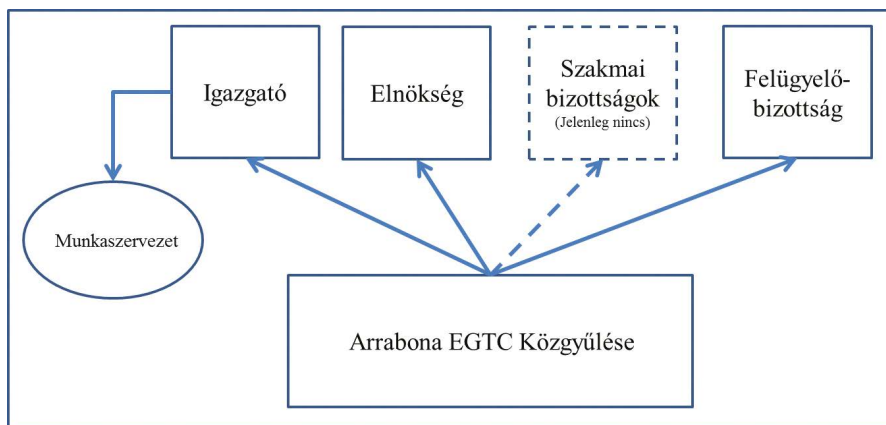 Igazgató
Elnökség
Szakmai
bizottságok
(Jelenleg nincs)
Felügyelő-
bizottság
Munkaszervezet
Arrabona EGTC Közgyűlése